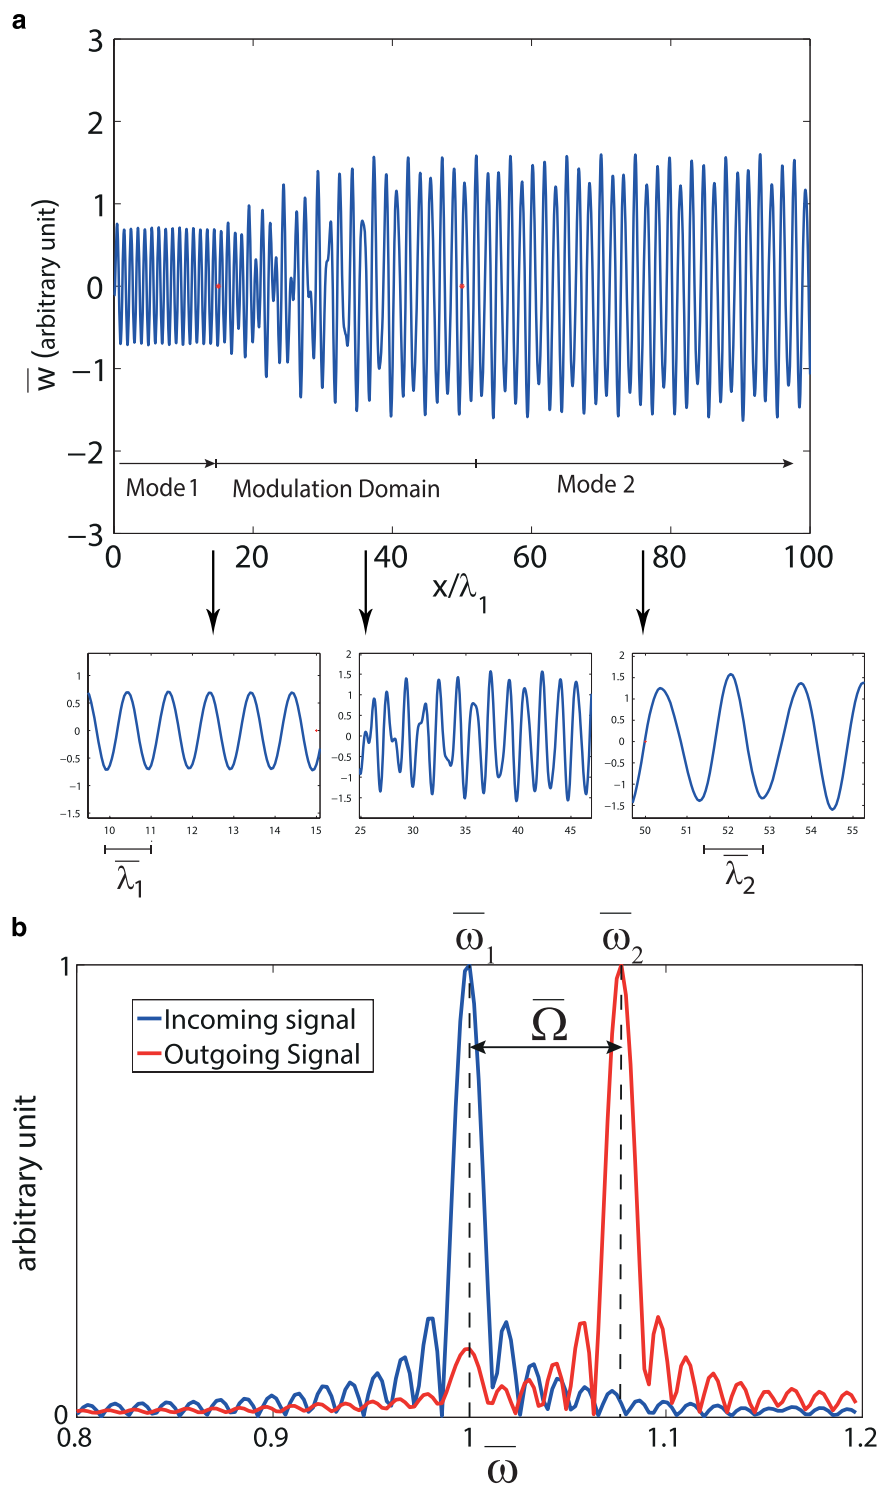 a
3
2
1
0
−1
−2
−3
w̅ (arbitrary unit)
Mode 1
Modulation Domain
Mode 2
0 20 40 60 80 100
x/λ₁
1
0.5
0
−0.5
−1
−1.5
10 11 12 13 14 15
λ̅₁
2
1.5
1
0.5
0
−0.5
−1
−1.5
25 30 35 40 45
2
1.5
1
0.5
0
−0.5
−1
−1.5
50 51 52 53 54 55
λ̅₂
b
ω̅₁ ω̅₂
1
Incoming signal
Outgoing Signal
Ω̅
arbitrary unit
0
0.8 0.9 1 1.1 1.2
ω̅